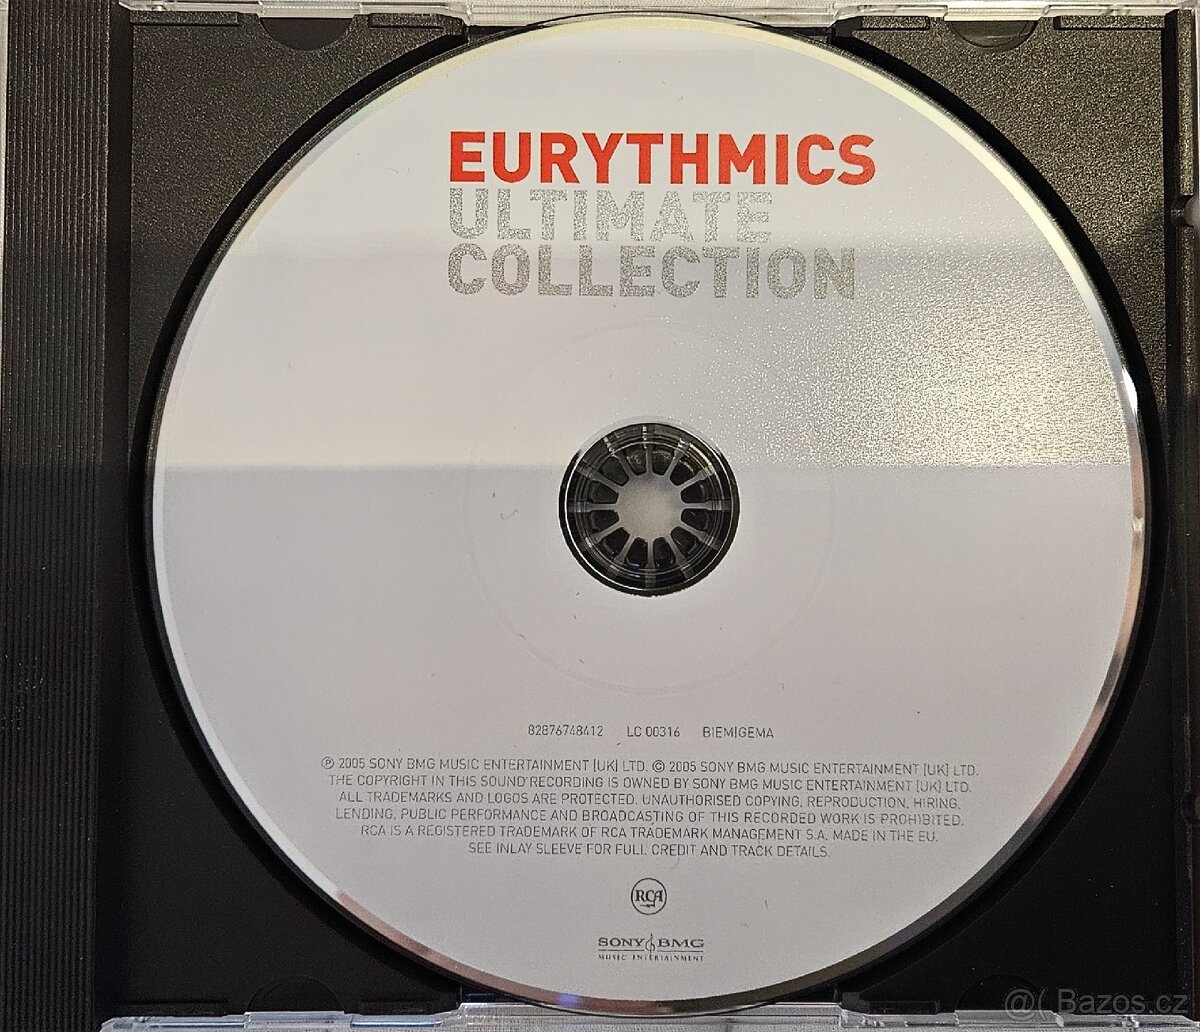 EURYTHMICS
ULTIMATE
COLLECTION
82876748412 LC 00316 BIEM|GEMA
℗ 2005 SONY BMG MUSIC ENTERTAINMENT (UK) LTD. © 2005 SONY BMG MUSIC ENTERTAINMENT (UK) LTD.
THE COPYRIGHT IN THIS SOUND RECORDING IS OWNED BY SONY BMG MUSIC ENTERTAINMENT (UK) LTD.
ALL TRADEMARKS AND LOGOS ARE PROTECTED. UNAUTHORISED COPYING, REPRODUCTION, HIRING,
LENDING, PUBLIC PERFORMANCE AND BROADCASTING OF THIS RECORDED WORK IS PROHIBITED.
RCA IS A REGISTERED TRADEMARK OF RCA TRADEMARK MANAGEMENT S.A. MADE IN THE EU.
SEE INLAY SLEEVE FOR FULL CREDIT AND TRACK DETAILS.
RCA
SONY BMG
MUSIC ENTERTAINMENT
@( Bazos.cz